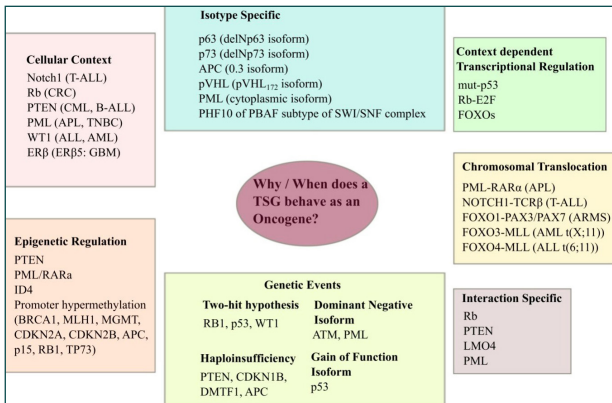 Isotype Specific
p63 (delNp63 isoform)
p73 (delNp73 isoform)
APC (0.3 isoform)
pVHL (pVHL172 isoform)
PML (cytoplasmic isoform)
PHF10 of PBAF subtype of SWI/SNF complex
Cellular Context
Notch1 (T-ALL)
Rb (CRC)
PTEN (CML, B-ALL)
PML (APL, TNBC)
WT1 (ALL, AML)
ERβ (ERβ5: GBM)
Context dependent
Transcriptional Regulation
mut-p53
Rb-E2F
FOXOs
Why / When does a
TSG behave as an
Oncogene?
Chromosomal Translocation
PML-RARα (APL)
NOTCH1-TCRβ (T-ALL)
FOXO1-PAX3/PAX7 (ARMS)
FOXO3-MLL (AML t(X;11))
FOXO4-MLL (ALL t(6;11))
Epigenetic Regulation
PTEN
PML/RARa
ID4
Promoter hypermethylation
(BRCA1, MLH1, MGMT,
CDKN2A, CDKN2B, APC,
p15, RB1, TP73)
Genetic Events
Two-hit hypothesis
RB1, p53, WT1
Dominant Negative
Isoform
ATM, PML
Haploinsufficiency
PTEN, CDKN1B,
DMTF1, APC
Gain of Function
Isoform
p53
Interaction Specific
Rb
PTEN
LMO4
PML